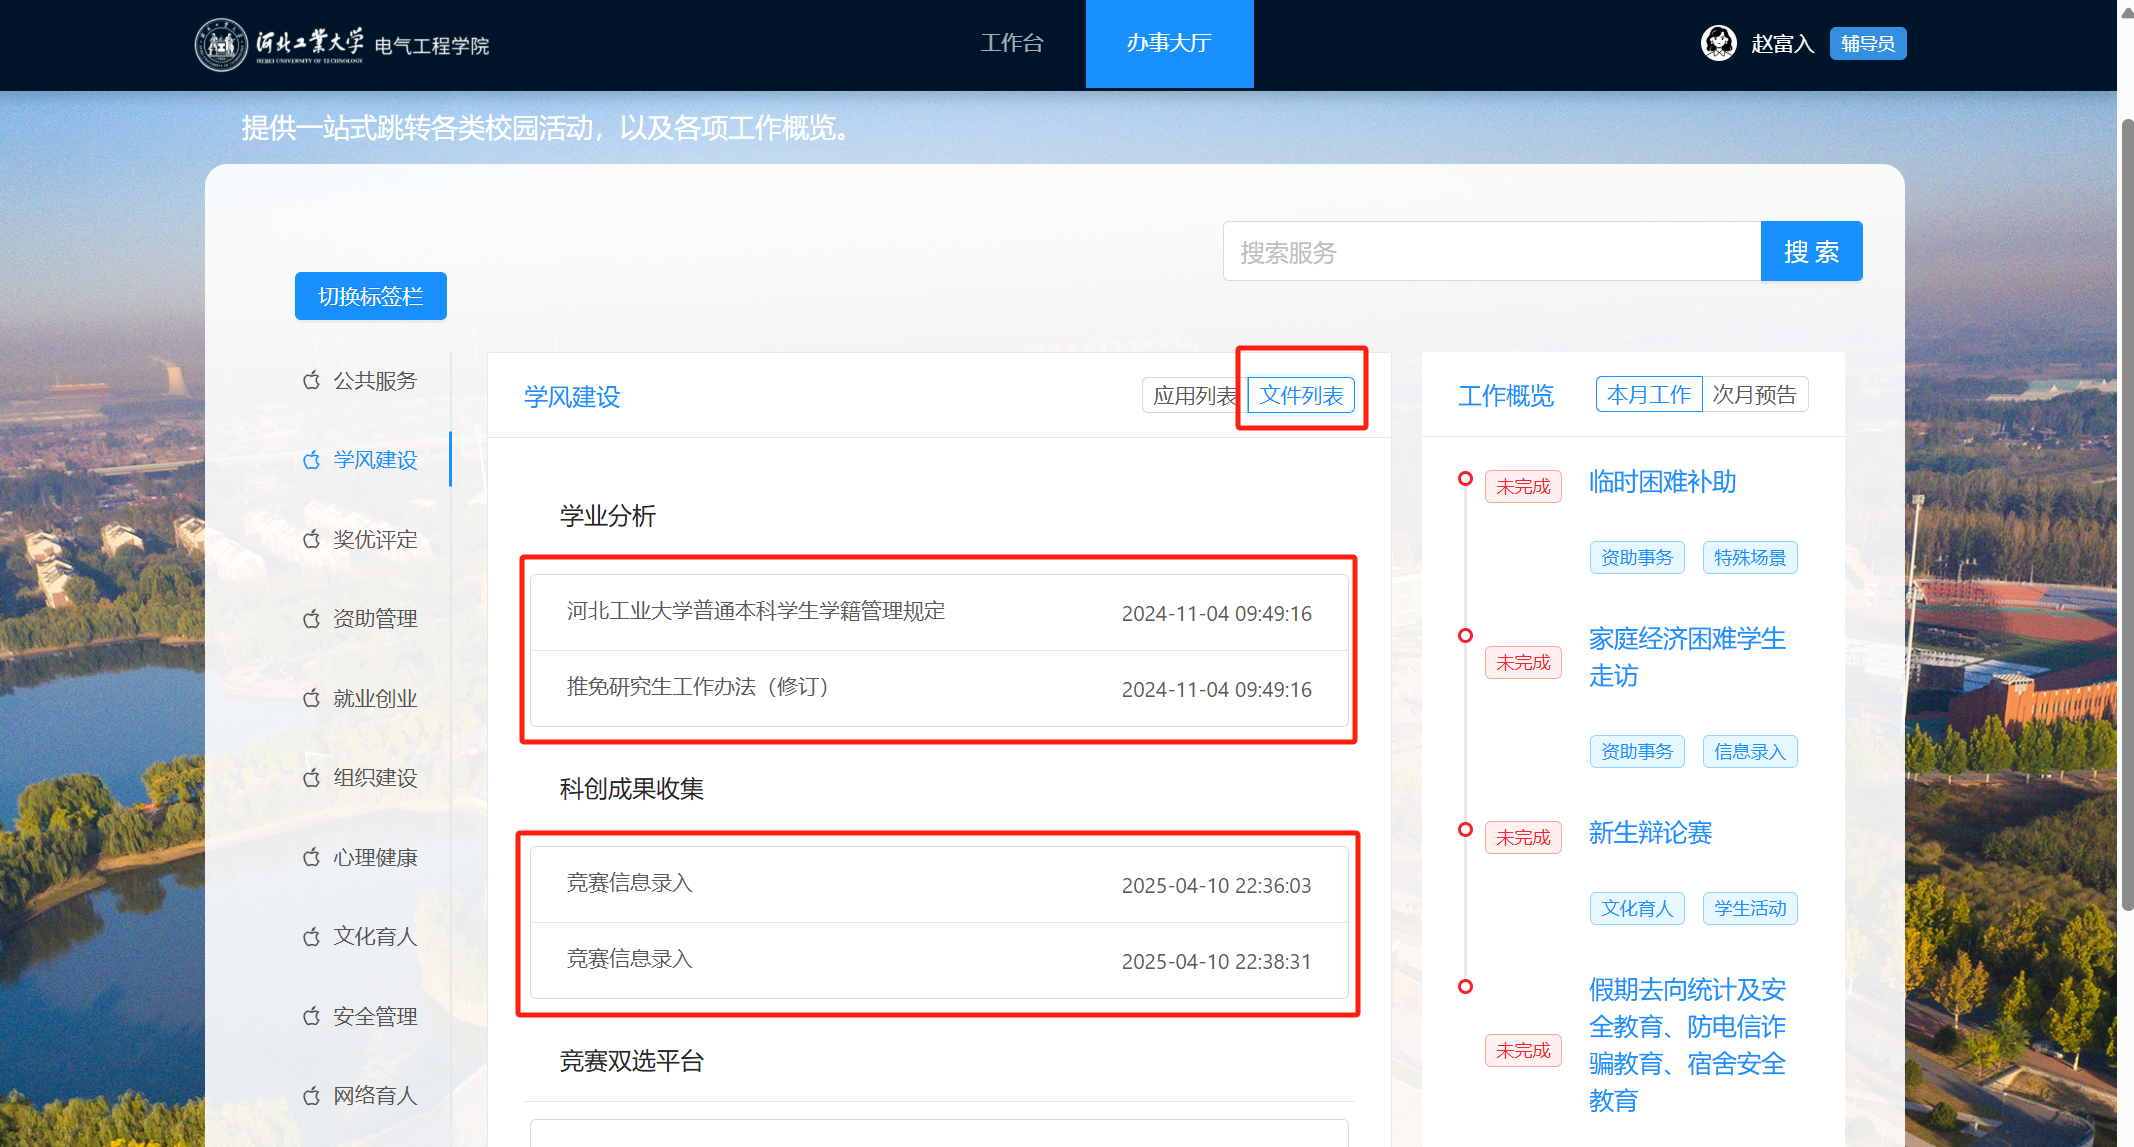 河北工業大学 电气工程学院
HEBEI UNIVERSITY OF TECHNOLOGY
工作台
办事大厅
赵富入
辅导员
提供一站式跳转各类校园活动，以及各项工作概览。
搜索服务
搜 索
切换标签栏
公共服务
学风建设
奖优评定
资助管理
就业创业
组织建设
心理健康
文化育人
安全管理
网络育人
学风建设
应用列表
文件列表
学业分析
河北工业大学普通本科学生学籍管理规定 2024-11-04 09:49:16
推免研究生工作办法（修订） 2024-11-04 09:49:16
科创成果收集
竞赛信息录入 2025-04-10 22:36:03
竞赛信息录入 2025-04-10 22:38:31
竞赛双选平台
工作概览
本月工作
次月预告
未完成
临时困难补助
资助事务
特殊场景
未完成
家庭经济困难学生
走访
资助事务
信息录入
未完成
新生辩论赛
文化育人
学生活动
未完成
假期去向统计及安
全教育、防电信诈
骗教育、宿舍安全
教育